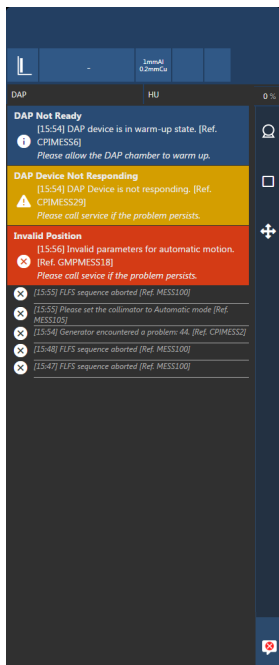 1mmAl
0.2mmCu
-
DAP HU 0 %
DAP Not Ready
[15:54] DAP device is in warm-up state. [Ref.
CPIMESS6]
Please allow the DAP chamber to warm up.
DAP Device Not Responding
[15:54] DAP Device is not responding. [Ref.
CPIMESS29]
Please call service if the problem persists.
Invalid Position
[15:56] Invalid parameters for automatic motion.
[Ref. GMPMESS18]
Please call sevice if the problem persists.
[15:55] FLFS sequence aborted [Ref. MESS100]
[15:55] Please set the collimator to Automatic mode [Ref.
MESS105]
[15:54] Generator encountered a problem: 44. [Ref. CPIMESS2]
[15:48] FLFS sequence aborted [Ref. MESS100]
[15:47] FLFS sequence aborted [Ref. MESS100]